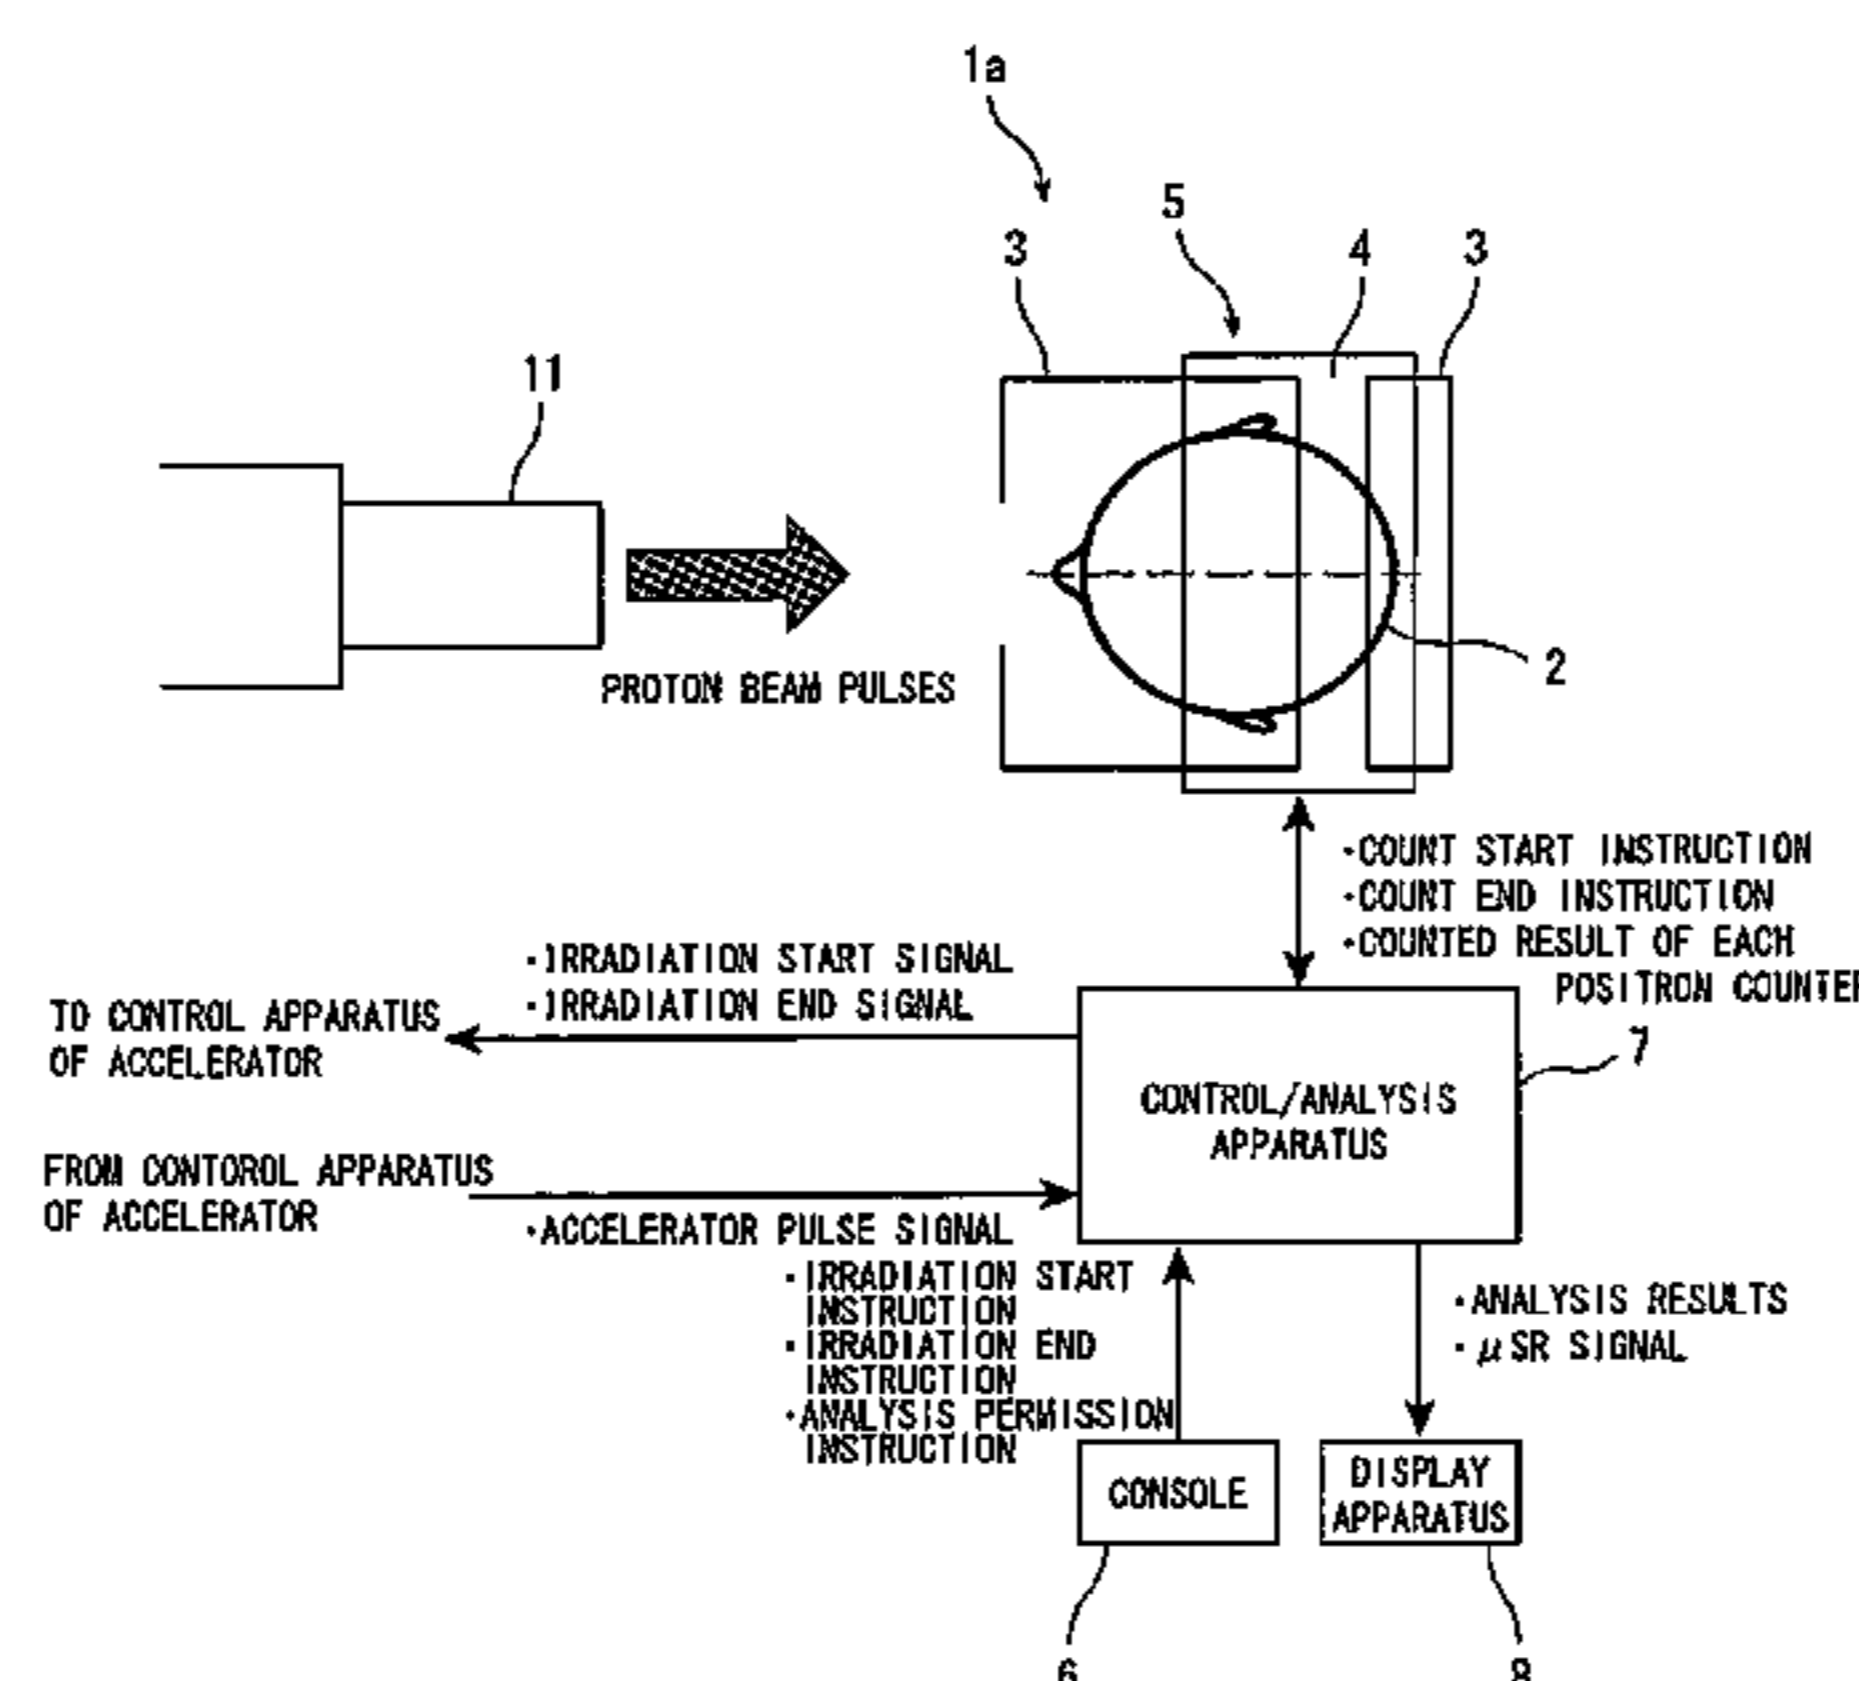 1a
5
3
4
3
11
2
PROTON BEAM PULSES
・COUNT START INSTRUCTION
・COUNT END INSTRUCTION
・COUNTED RESULT OF EACH
POSITRON COUNTER
・IRRADIATION START SIGNAL
・IRRADIATION END SIGNAL
TO CONTROL APPARATUS
OF ACCELERATOR
7
CONTROL/ANALYSIS
APPARATUS
FROM CONTOROL APPARATUS
OF ACCELERATOR
・ACCELERATOR PULSE SIGNAL
・IRRADIATION START
INSTRUCTION
・IRRADIATION END
INSTRUCTION
・ANALYSIS PERMISSION
INSTRUCTION
・ANALYSIS RESULTS
・μSR SIGNAL
CONSOLE
DISPLAY
APPARATUS
6
8